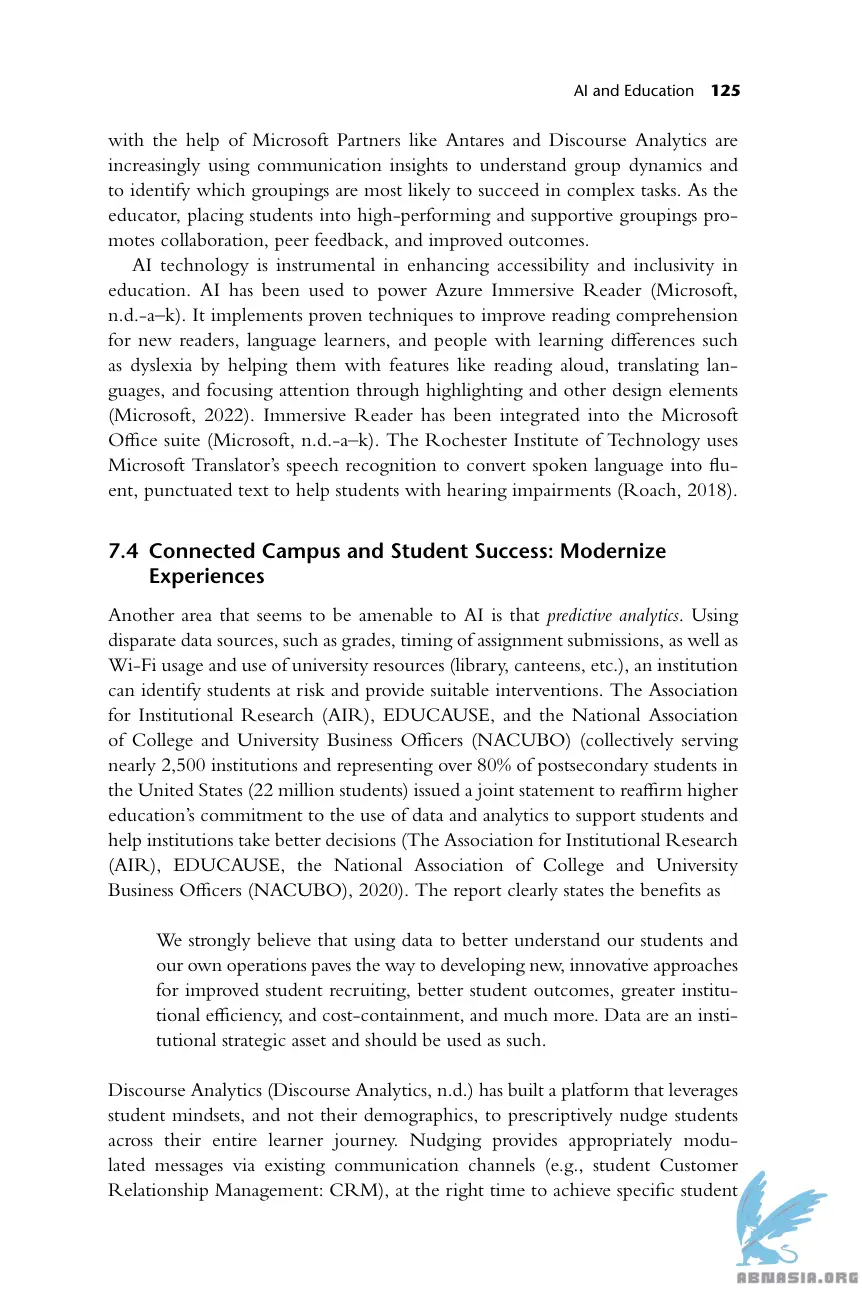 AI and Education 125
with the help of Microsoft Partners like Antares and Discourse Analytics are
increasingly using communication insights to understand group dynamics and
to identify which groupings are most likely to succeed in complex tasks. As the
educator, placing students into high-performing and supportive groupings pro-
motes collaboration, peer feedback, and improved outcomes.
AI technology is instrumental in enhancing accessibility and inclusivity in
education. AI has been used to power Azure Immersive Reader (Microsoft,
n.d.-a–k). It implements proven techniques to improve reading comprehension
for new readers, language learners, and people with learning differences such
as dyslexia by helping them with features like reading aloud, translating lan-
guages, and focusing attention through highlighting and other design elements
(Microsoft, 2022). Immersive Reader has been integrated into the Microsoft
Office suite (Microsoft, n.d.-a–k). The Rochester Institute of Technology uses
Microsoft Translator’s speech recognition to convert spoken language into flu-
ent, punctuated text to help students with hearing impairments (Roach, 2018).
7.4 Connected Campus and Student Success: Modernize
Experiences
Another area that seems to be amenable to AI is that predictive analytics. Using
disparate data sources, such as grades, timing of assignment submissions, as well as
Wi-Fi usage and use of university resources (library, canteens, etc.), an institution
can identify students at risk and provide suitable interventions. The Association
for Institutional Research (AIR), EDUCAUSE, and the National Association
of College and University Business Officers (NACUBO) (collectively serving
nearly 2,500 institutions and representing over 80% of postsecondary students in
the United States (22 million students) issued a joint statement to reaffirm higher
education’s commitment to the use of data and analytics to support students and
help institutions take better decisions (The Association for Institutional Research
(AIR), EDUCAUSE, the National Association of College and University
Business Officers (NACUBO), 2020). The report clearly states the benefits as
We strongly believe that using data to better understand our students and
our own operations paves the way to developing new, innovative approaches
for improved student recruiting, better student outcomes, greater institu-
tional efficiency, and cost-containment, and much more. Data are an insti-
tutional strategic asset and should be used as such.
Discourse Analytics (Discourse Analytics, n.d.) has built a platform that leverages
student mindsets, and not their demographics, to prescriptively nudge students
across their entire learner journey. Nudging provides appropriately modu-
lated messages via existing communication channels (e.g., student Customer
Relationship Management: CRM), at the right time to achieve specific student
ABNASIA.ORG